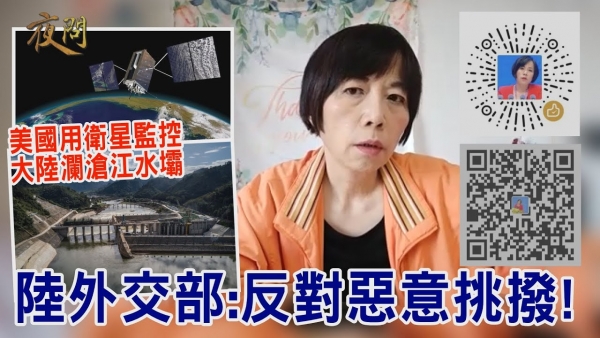 夜問
美國用衛星監控
大陸瀾滄江水壩
陸外交部:反對惡意挑撥!